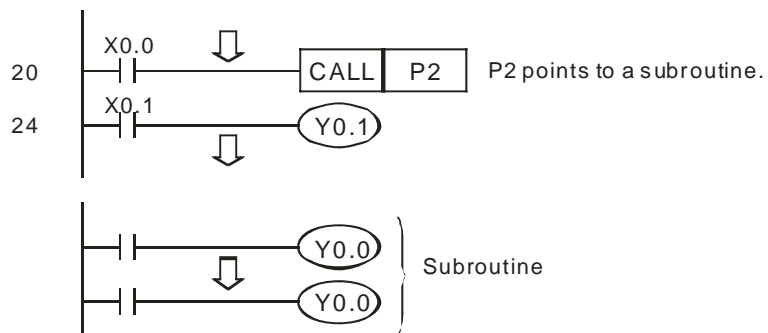 X0.0
20 CALL P2 P2 points to a subroutine.
X0.1
24 Y0.1
Y0.0
Subroutine
Y0.0